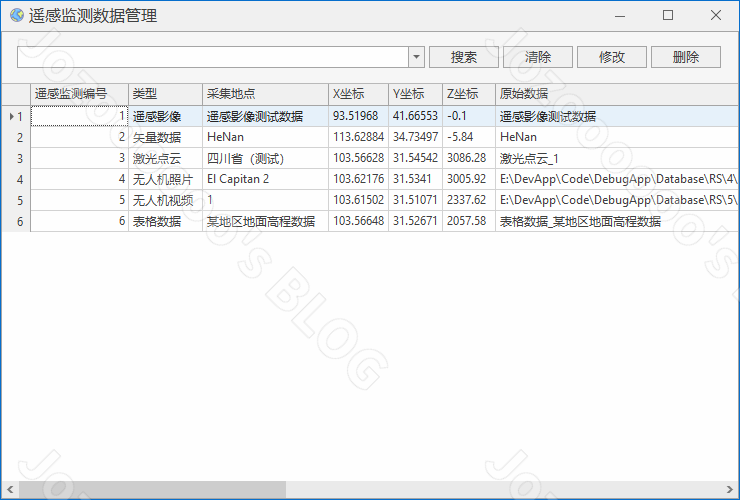 遥感监测数据管理
搜索 清除 修改 删除
遥感监测编号 类型 采集地点 X坐标 Y坐标 Z坐标 原始数据
1 1 遥感影像 遥感影像测试数据 93.51968 41.66553 -0.1 遥感影像测试数据
2 2 矢量数据 HeNan 113.62884 34.73497 -5.84 HeNan
3 3 激光点云 四川省（测试） 103.56628 31.54542 3086.28 激光点云_1
4 4 无人机照片 El Capitan 2 103.62176 31.5341 3005.92 E:\DevApp\Code\DebugApp\Database\RS\4\
5 5 无人机视频 1 103.61502 31.51071 2337.62 E:\DevApp\Code\DebugApp\Database\RS\5\
6 6 表格数据 某地区地面高程数据 103.56648 31.52671 2057.58 表格数据_某地区地面高程数据